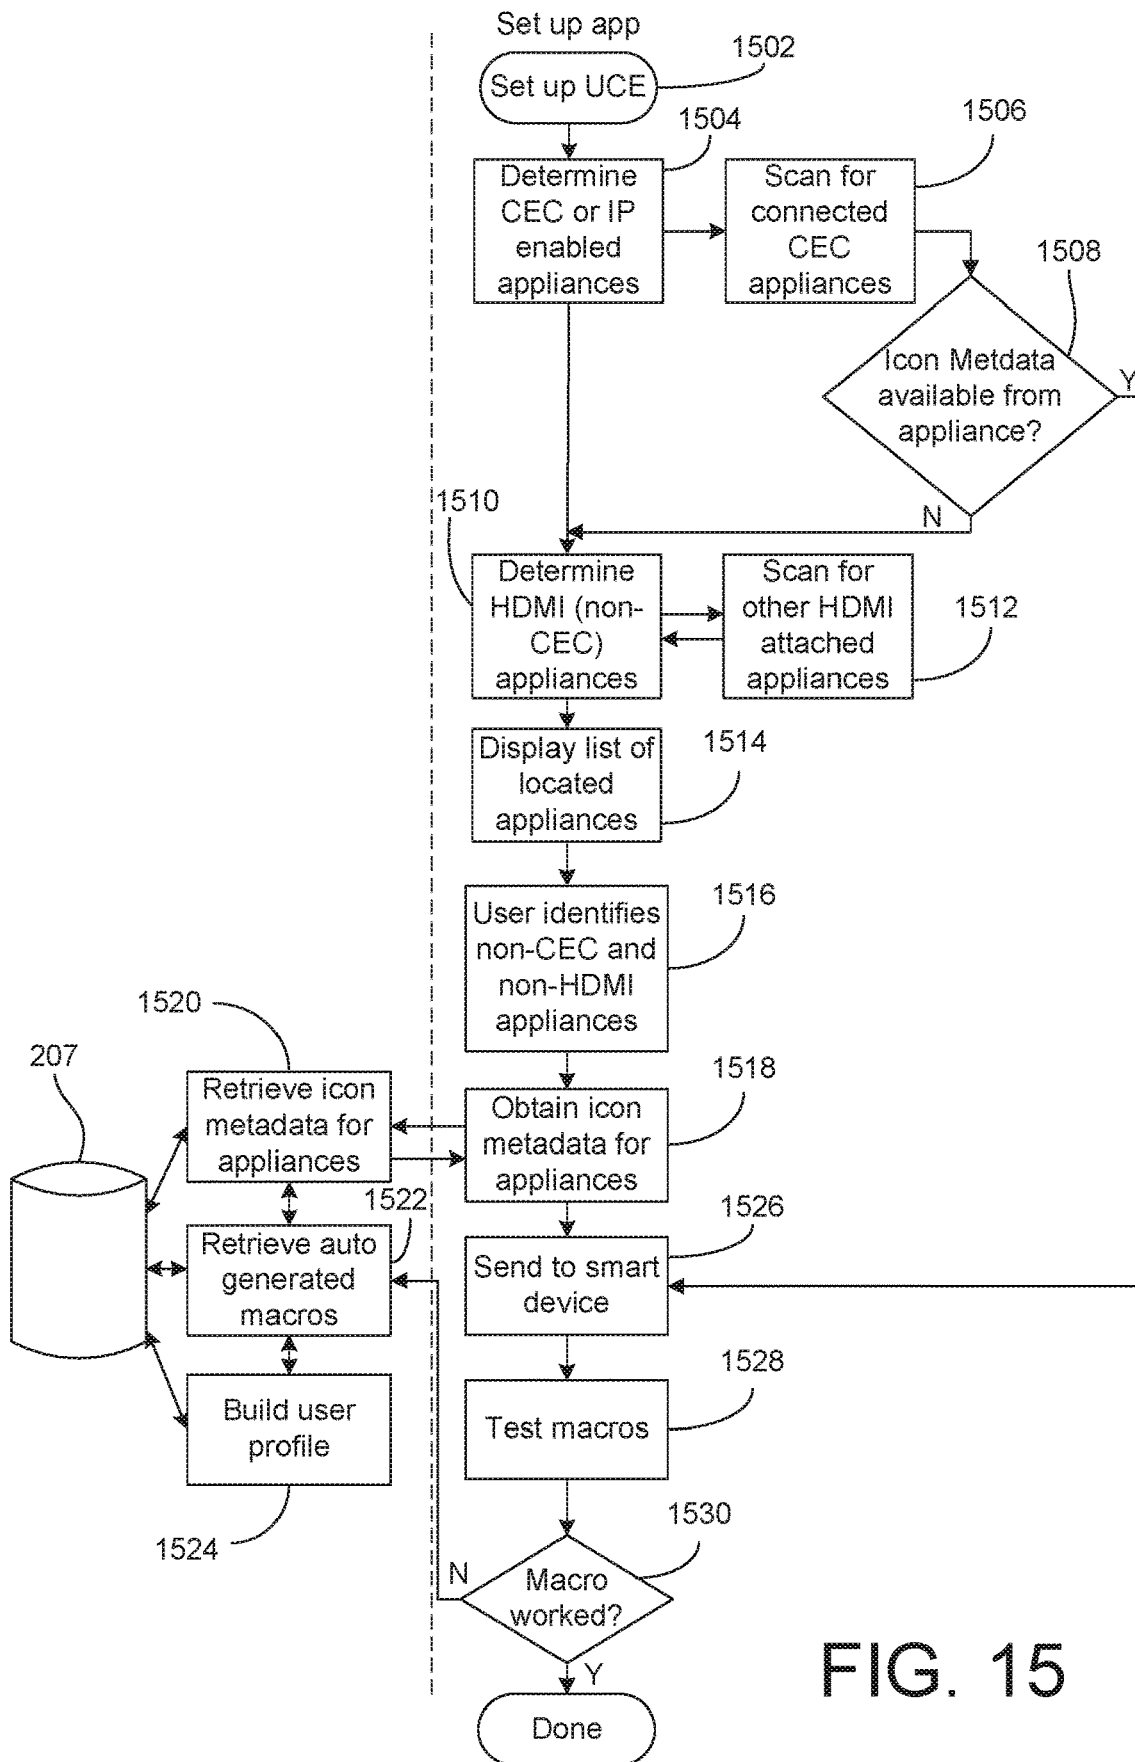 Set up app
Set up UCE
1502
1504
1506
Determine
CEC or IP
enabled
appliances
Scan for
connected
CEC
appliances
1508
Icon Metdata
available from
appliance?
Y
N
1510
Determine
HDMI (non-
CEC)
appliances
Scan for
other HDMI
attached
appliances
1512
Display list of
located
appliances
1514
User identifies
non-CEC and
non-HDMI
appliances
1516
1520
207
Retrieve icon
metadata for
appliances
Obtain icon
metadata for
appliances
1518
1522
Retrieve auto
generated
macros
Send to smart
device
1526
Build user
profile
1524
Test macros
1528
1530
N
Macro
worked?
Y
Done
FIG. 15